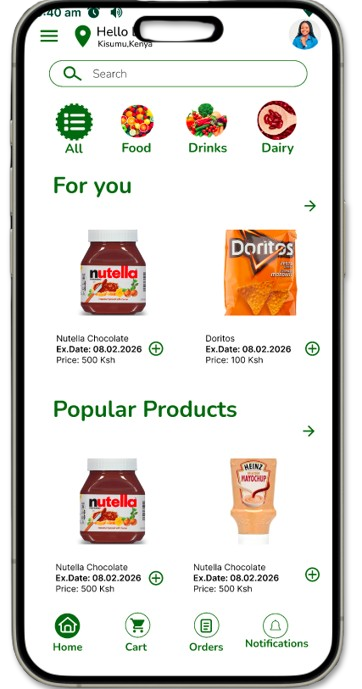 :40 am
Hello
Kisumu,Kenya
Search
All
Food
Drinks
Dairy
For you
nutella
Doritos
Nutella Chocolate
Ex.Date: 08.02.2026
Price: 500 Ksh
Doritos
Ex.Date: 08.02.2026
Price: 100 Ksh
Popular Products
nutella
HEINZ
MAYOCHUP
Nutella Chocolate
Ex.Date: 08.02.2026
Price: 500 Ksh
Nutella Chocolate
Ex.Date: 08.02.2026
Price: 500 Ksh
Home
Cart
Orders
Notifications